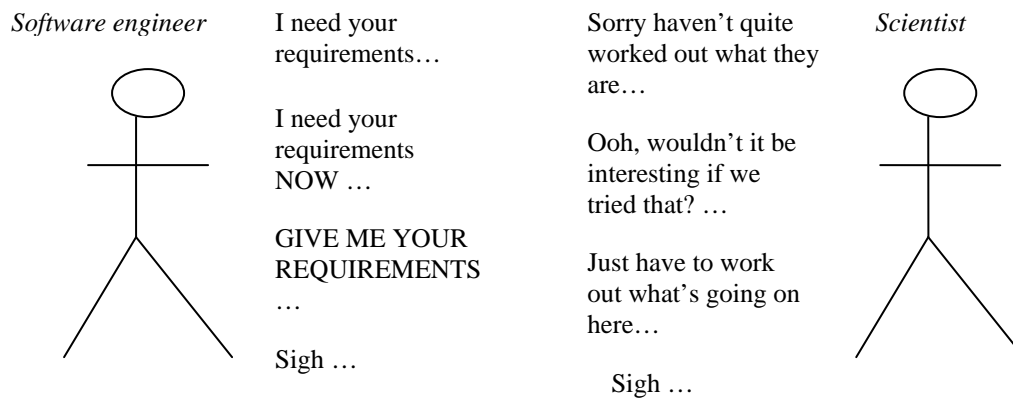 Software engineer
I need your
requirements…
I need your
requirements
NOW …
GIVE ME YOUR
REQUIREMENTS
…
Sigh …
Sorry haven’t quite
worked out what they
are…
Ooh, wouldn’t it be
interesting if we
tried that? …
Just have to work
out what’s going on
here…
Sigh …
Scientist